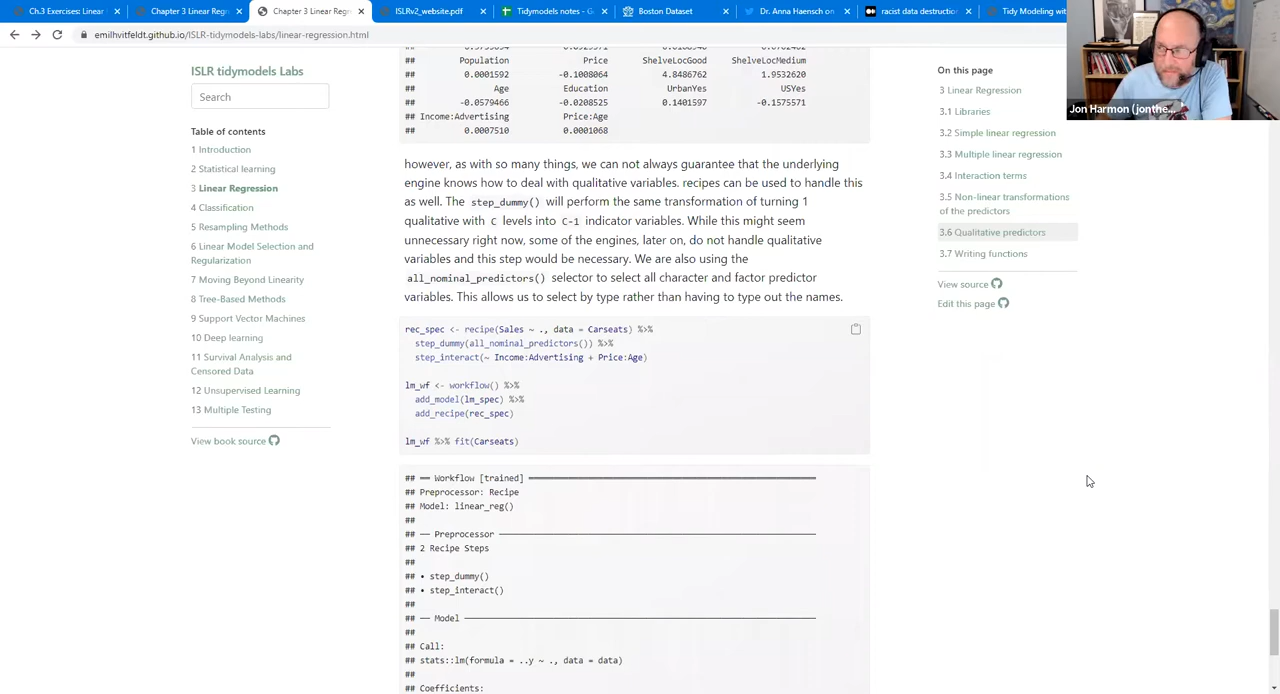 Ch.3 Exercises: Linear
Chapter 3 Linear Regr
Chapter 3 Linear Regr
ISLRv2_website.pdf
Tidymodels notes - G
Boston Dataset
Dr. Anna Haensch on
racist data destructio
Tidy Modeling wit
emilhvitfeldt.github.io/ISLR-tidymodels-labs/linear-regression.html
ISLR tidymodels Labs
Search
Table of contents
1 Introduction
2 Statistical learning
3 Linear Regression
4 Classification
5 Resampling Methods
6 Linear Model Selection and
Regularization
7 Moving Beyond Linearity
8 Tree-Based Methods
9 Support Vector Machines
10 Deep learning
11 Survival Analysis and
Censored Data
12 Unsupervised Learning
13 Multiple Testing
View book source
## Population Price ShelveLocGood ShelveLocMedium
## 0.0001592 -0.1008064 4.8486762 1.9532620
## Age Education UrbanYes USYes
## -0.0579466 -0.0208525 0.1401597 -0.1575571
## Income:Advertising Price:Age
## 0.0007510 0.0001068
however, as with so many things, we can not always guarantee that the underlying
engine knows how to deal with qualitative variables. recipes can be used to handle this
as well. The step_dummy() will perform the same transformation of turning 1
qualitative with C levels into C-1 indicator variables. While this might seem
unnecessary right now, some of the engines, later on, do not handle qualitative
variables and this step would be necessary. We are also using the
all_nominal_predictors() selector to select all character and factor predictor
variables. This allows us to select by type rather than having to type out the names.
rec_spec <- recipe(Sales ~ ., data = Carseats) %>%
step_dummy(all_nominal_predictors()) %>%
step_interact(~ Income:Advertising + Price:Age)
lm_wf <- workflow() %>%
add_model(lm_spec) %>%
add_recipe(rec_spec)
lm_wf %>% fit(Carseats)
## == Workflow [trained] ====
## Preprocessor: Recipe
## Model: linear_reg()
##
## — Preprocessor ————
## 2 Recipe Steps
##
## • step_dummy()
## • step_interact()
##
## — Model ————
##
## Call:
## stats::lm(formula = ..y ~ ., data = data)
##
## Coefficients:
On this page
3 Linear Regression
3.1 Libraries
3.2 Simple linear regression
3.3 Multiple linear regression
3.4 Interaction terms
3.5 Non-linear transformations
of the predictors
3.6 Qualitative predictors
3.7 Writing functions
View source
Edit this page
Jon Harmon (jonthe...